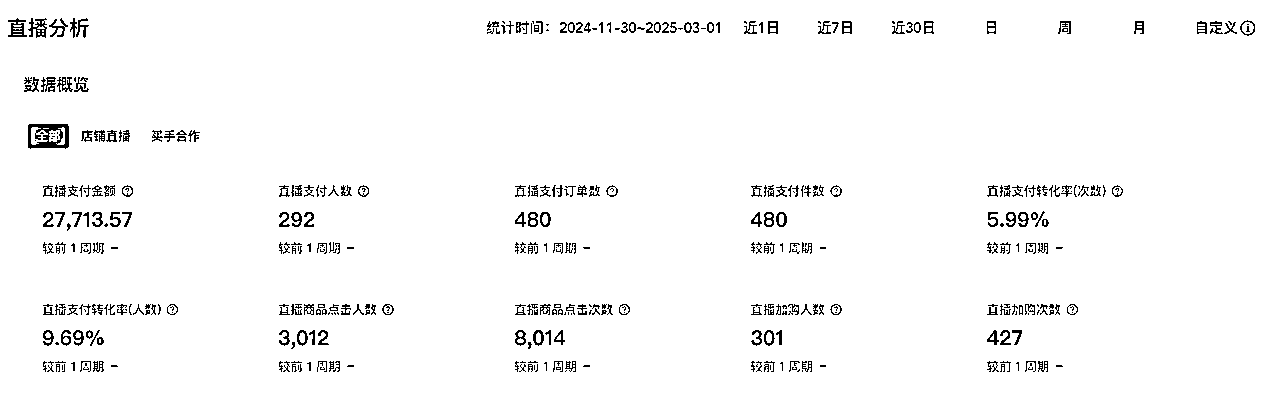 直播分析 统计时间：2024-11-30~2025-03-01 近1日 近7日 近30日 日 周 月 自定义
数据概览
全部 店铺直播 买手合作
直播支付金额 直播支付人数 直播支付订单数 直播支付件数 直播支付转化率(次数)
27,713.57 292 480 480 5.99%
较前1周期 - 较前1周期 - 较前1周期 - 较前1周期 - 较前1周期 -
直播支付转化率(人数) 直播商品点击人数 直播商品点击次数 直播加购人数 直播加购次数
9.69% 3,012 8,014 301 427
较前1周期 - 较前1周期 - 较前1周期 - 较前1周期 - 较前1周期 -